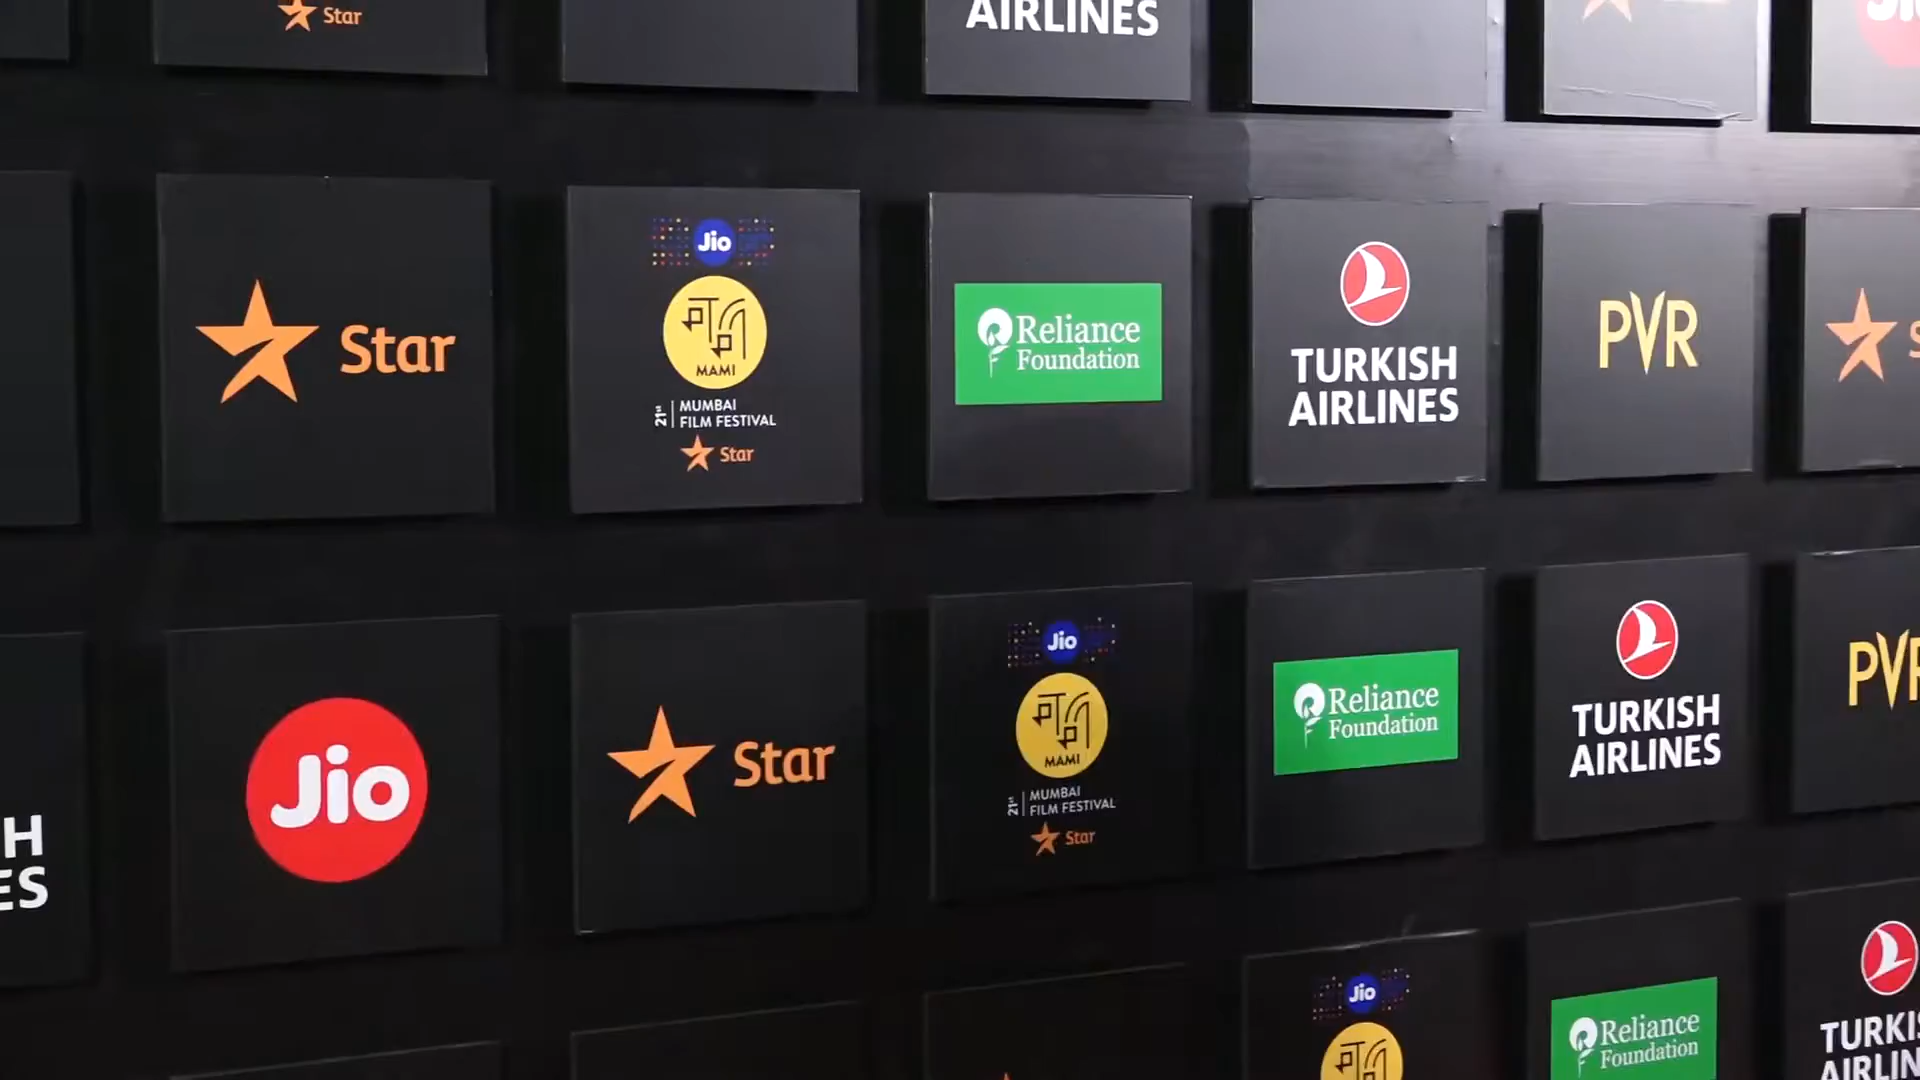 Star
AIRLINES
Star
Jio
MAMI
21st
MUMBAI
FILM FESTIVAL
Star
Reliance
Foundation
TURKISH
AIRLINES
PVR
Jio
Star
Jio
MAMI
21st
MUMBAI
FILM FESTIVAL
Star
Reliance
Foundation
TURKISH
AIRLINES
PVR
Jio
Reliance
Foundation